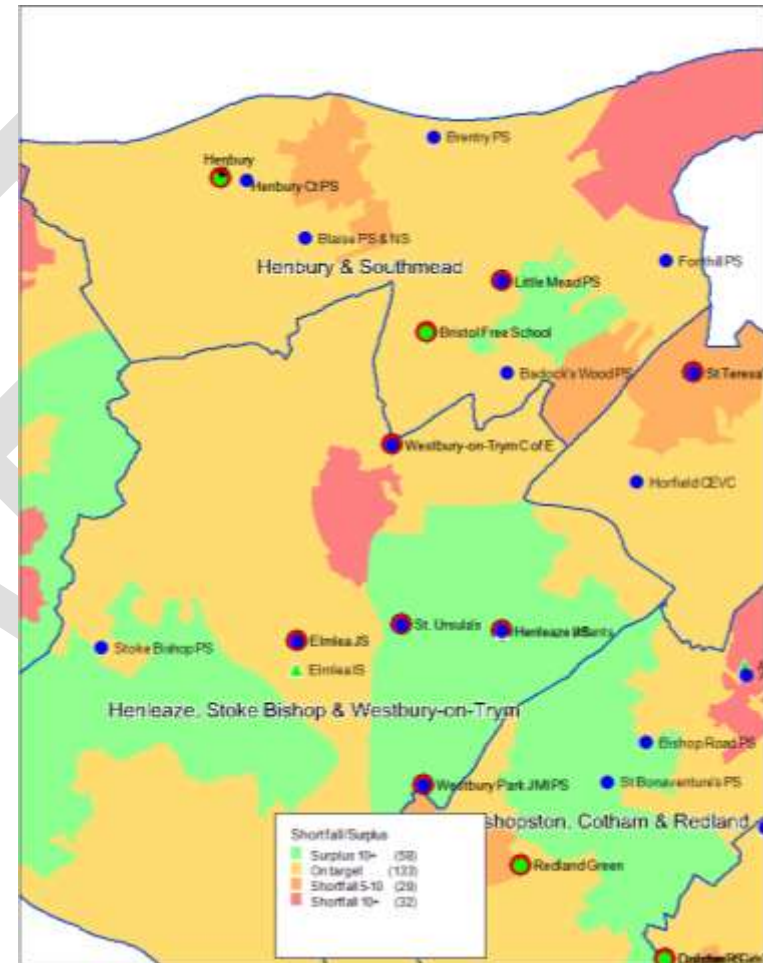 Brentry PS
Henbury
Henbury Ct PS
Blaise PS & NS
Henbury & Southmead
Fonthill PS
Little Mead PS
Bristol Free School
Badock's Wood PS
St Teresa'
Westbury-on-Trym C of E
Horfield CEVC
St. Ursula's
Elmlea JS
Stoke Bishop PS
Elmlea IS
Henleaze, Stoke Bishop & Westbury-on-Trym
Bishop Road PS
Westbury Park JMI PS
St Bonaventure's PS
shopston, Cotham & Redland
Redland Green
Shortfall/Surplus
Surplus 10+ (58)
On target (133)
Shortfall 5-10 (29)
Shortfall 10+ (32)